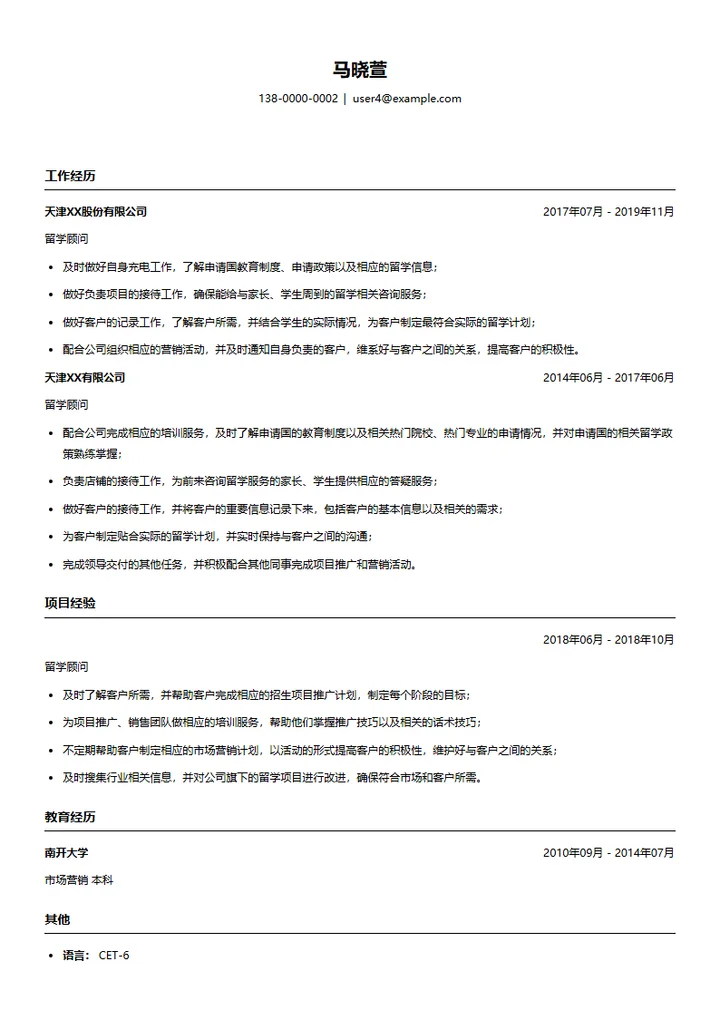 马晓萱
138-0000-0002 | user4@example.com
工作经历
天津XX股份有限公司 2017年07月 - 2019年11月
留学顾问
• 及时做好自身充电工作，了解申请国教育制度、申请政策以及相应的留学信息；
• 做好负责项目的接待工作，确保能给与家长、学生周到的留学相关咨询服务；
• 做好客户的记录工作，了解客户所需，并结合学生的实际情况，为客户制定最符合实际的留学计划；
• 配合公司组织相应的营销活动，并及时通知自身负责的客户，维系好与客户之间的关系，提高客户的积极性。
天津XX有限公司 2014年06月 - 2017年06月
留学顾问
• 配合公司完成相应的培训服务，及时了解申请国的教育制度以及相关热门院校、热门专业的申请情况，并对申请国的相关留学政
策熟练掌握；
• 负责店铺的接待工作，为前来咨询留学服务的家长、学生提供相应的答疑服务；
• 做好客户的接待工作，并将客户的重要信息记录下来，包括客户的基本信息以及相关的需求；
• 为客户制定贴合实际的留学计划，并实时保持与客户之间的沟通；
• 完成领导交付的其他任务，并积极配合其他同事完成项目推广和营销活动。
项目经验
2018年06月 - 2018年10月
留学顾问
• 及时了解客户所需，并帮助客户完成相应的招生项目推广计划，制定每个阶段的目标；
• 为项目推广、销售团队做相应的培训服务，帮助他们掌握推广技巧以及相关的话术技巧；
• 不定期帮助客户制定相应的市场营销计划，以活动的形式提高客户的积极性，维护好与客户之间的关系；
• 及时搜集行业相关信息，并对公司旗下的留学项目进行改进，确保符合市场和客户所需。
教育经历
南开大学 2010年09月 - 2014年07月
市场营销 本科
其他
• 语言： CET-6